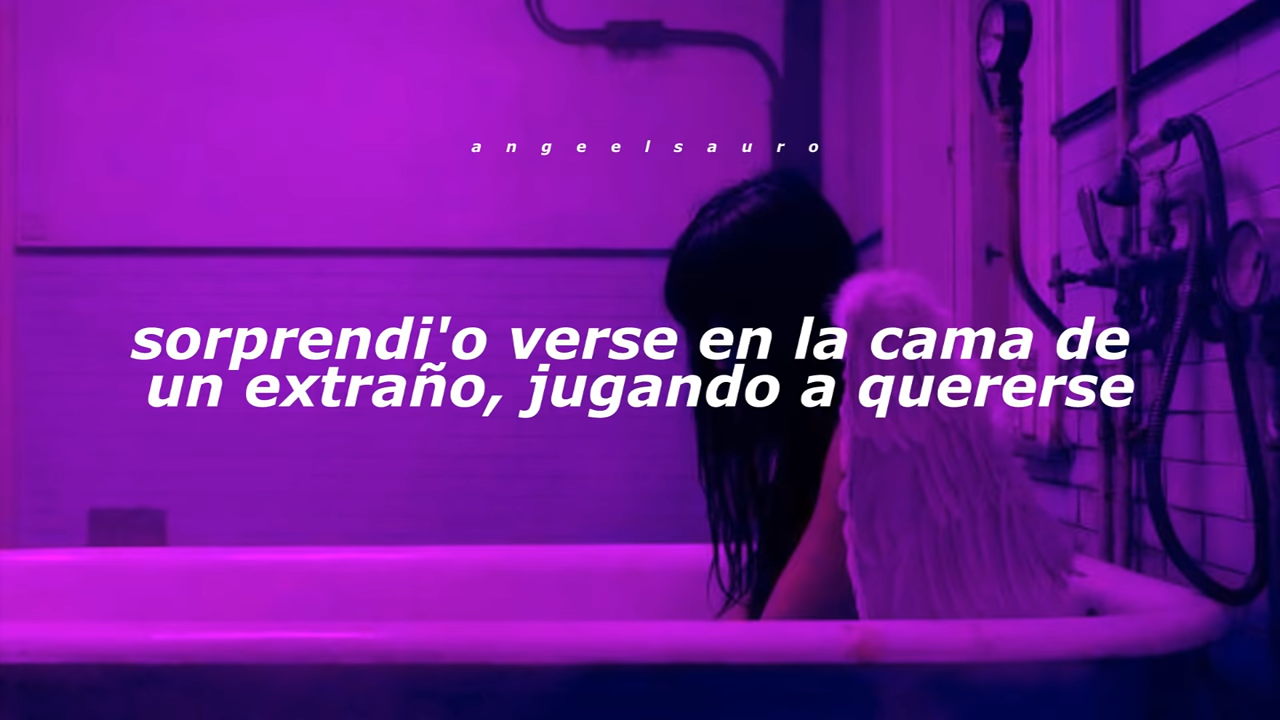 a n g e e l s a u r o
sorprendi'o verse en la cama de
un extraño, jugando a quererse